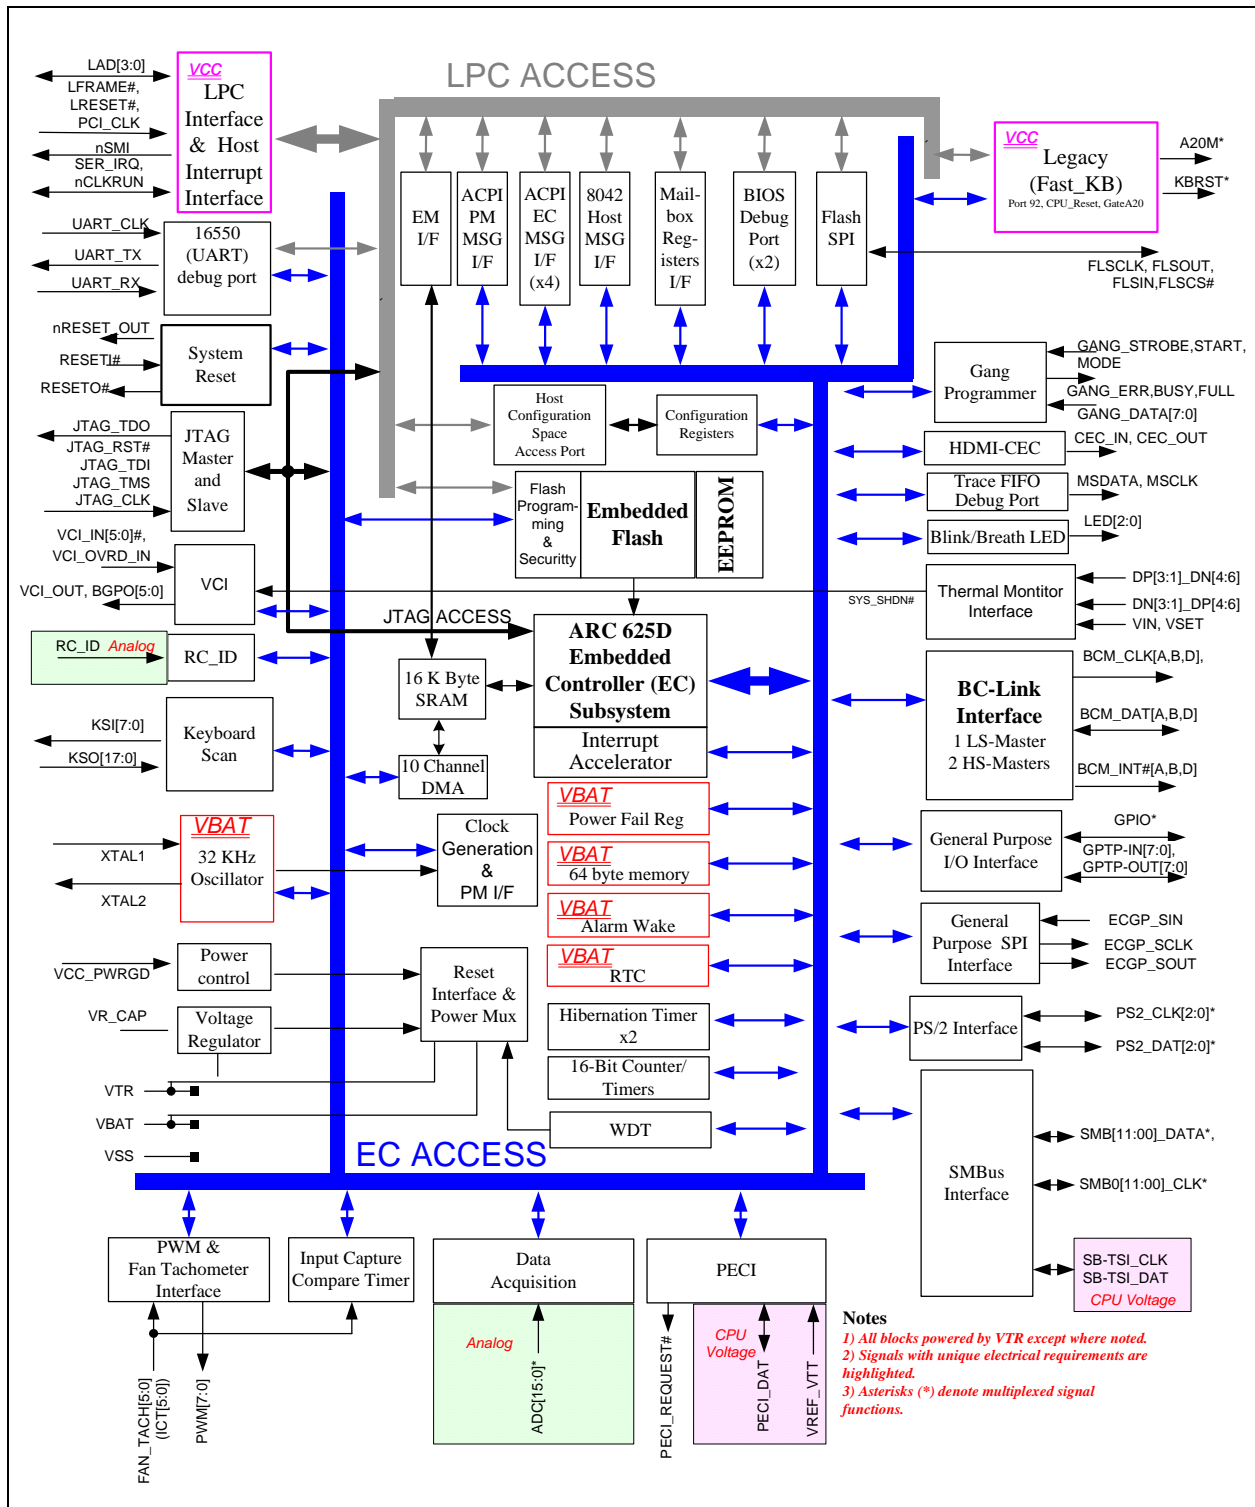 LPC ACCESS
LAD[3:0]
LFRAME#,
LRESET#,
PCI_CLK
nSMI
SER_IRQ,
nCLKRUN
VCC
LPC
Interface
& Host
Interrupt
Interface
UART_CLK
UART_TX
UART_RX
16550
(UART)
debug port
nRESET_OUT
RESETI#
RESETO#
System
Reset
JTAG_TDO
JTAG_RST#
JTAG_TDI
JTAG_TMS
JTAG_CLK
JTAG
Master
and
Slave
VCI_IN[5:0]#,
VCI_OVRD_IN
VCI_OUT, BGPO[5:0]
VCI
RC_ID Analog
RC_ID
KSI[7:0]
KSO[17:0]
Keyboard
Scan
XTAL1
XTAL2
VBAT
32 KHz
Oscillator
VCC_PWRGD
Power
control
VR_CAP
Voltage
Regulator
VTR
VBAT
VSS
EM
I/F
ACPI
PM
MSG
I/F
ACPI
EC
MSG
I/F
(x4)
8042
Host
MSG
I/F
Mail-
box
Reg-
isters
I/F
BIOS
Debug
Port
(x2)
Flash
SPI
VCC
Legacy
(Fast_KB)
Port 92, CPU_Reset, GateA20
A20M*
KBRST*
FLSCLK, FLSOUT,
FLSIN,FLSCS#
Host
Configuration
Space
Access Port
Configuration
Registers
Flash
Program-
ming
&
Securitty
Embedded
Flash
EEPROM
JTAG ACCESS
ARC 625D
Embedded
Controller (EC)
Subsystem
Interrupt
Accelerator
16 K Byte
SRAM
10 Channel
DMA
Clock
Generation
&
PM I/F
VBAT
Power Fail Reg
VBAT
64 byte memory
VBAT
Alarm Wake
VBAT
RTC
Reset
Interface &
Power Mux
Hibernation Timer
x2
16-Bit Counter/
Timers
WDT
EC ACCESS
Gang
Programmer
GANG_STROBE,START,
MODE
GANG_ERR,BUSY,FULL
GANG_DATA[7:0]
HDMI-CEC
CEC_IN, CEC_OUT
Trace FIFO
Debug Port
MSDATA, MSCLK
Blink/Breath LED
LED[2:0]
SYS_SHDN#
Thermal Montitor
Interface
DP[3:1]_DN[4:6]
DN[3:1]_DP[4:6]
VIN, VSET
BC-Link
Interface
1 LS-Master
2 HS-Masters
BCM_CLK[A,B,D],
BCM_DAT[A,B,D]
BCM_INT#[A,B,D]
General Purpose
I/O Interface
GPIO*
GPTP-IN[7:0],
GPTP-OUT[7:0]
General
Purpose SPI
Interface
ECGP_SIN
ECGP_SCLK
ECGP_SOUT
PS/2 Interface
PS2_CLK[2:0]*
PS2_DAT[2:0]*
SMBus
Interface
SMB[11:00]_DATA*,
SMB0[11:00]_CLK*
SB-TSI_CLK
SB-TSI_DAT
CPU Voltage
PWM &
Fan Tachometer
Interface
FAN_TACH[5:0]
(ICT[5:0])
PWM[7:0]
Input Capture
Compare Timer
Data
Acquisition
Analog
ADC[15:0]*
PECI
PECI_REQUEST#
CPU
Voltage
PECI_DAT
VREF_VTT
Notes
1) All blocks powered by VTR except where noted.
2) Signals with unique electrical requirements are
highlighted.
3) Asterisks (*) denote multiplexed signal
functions.